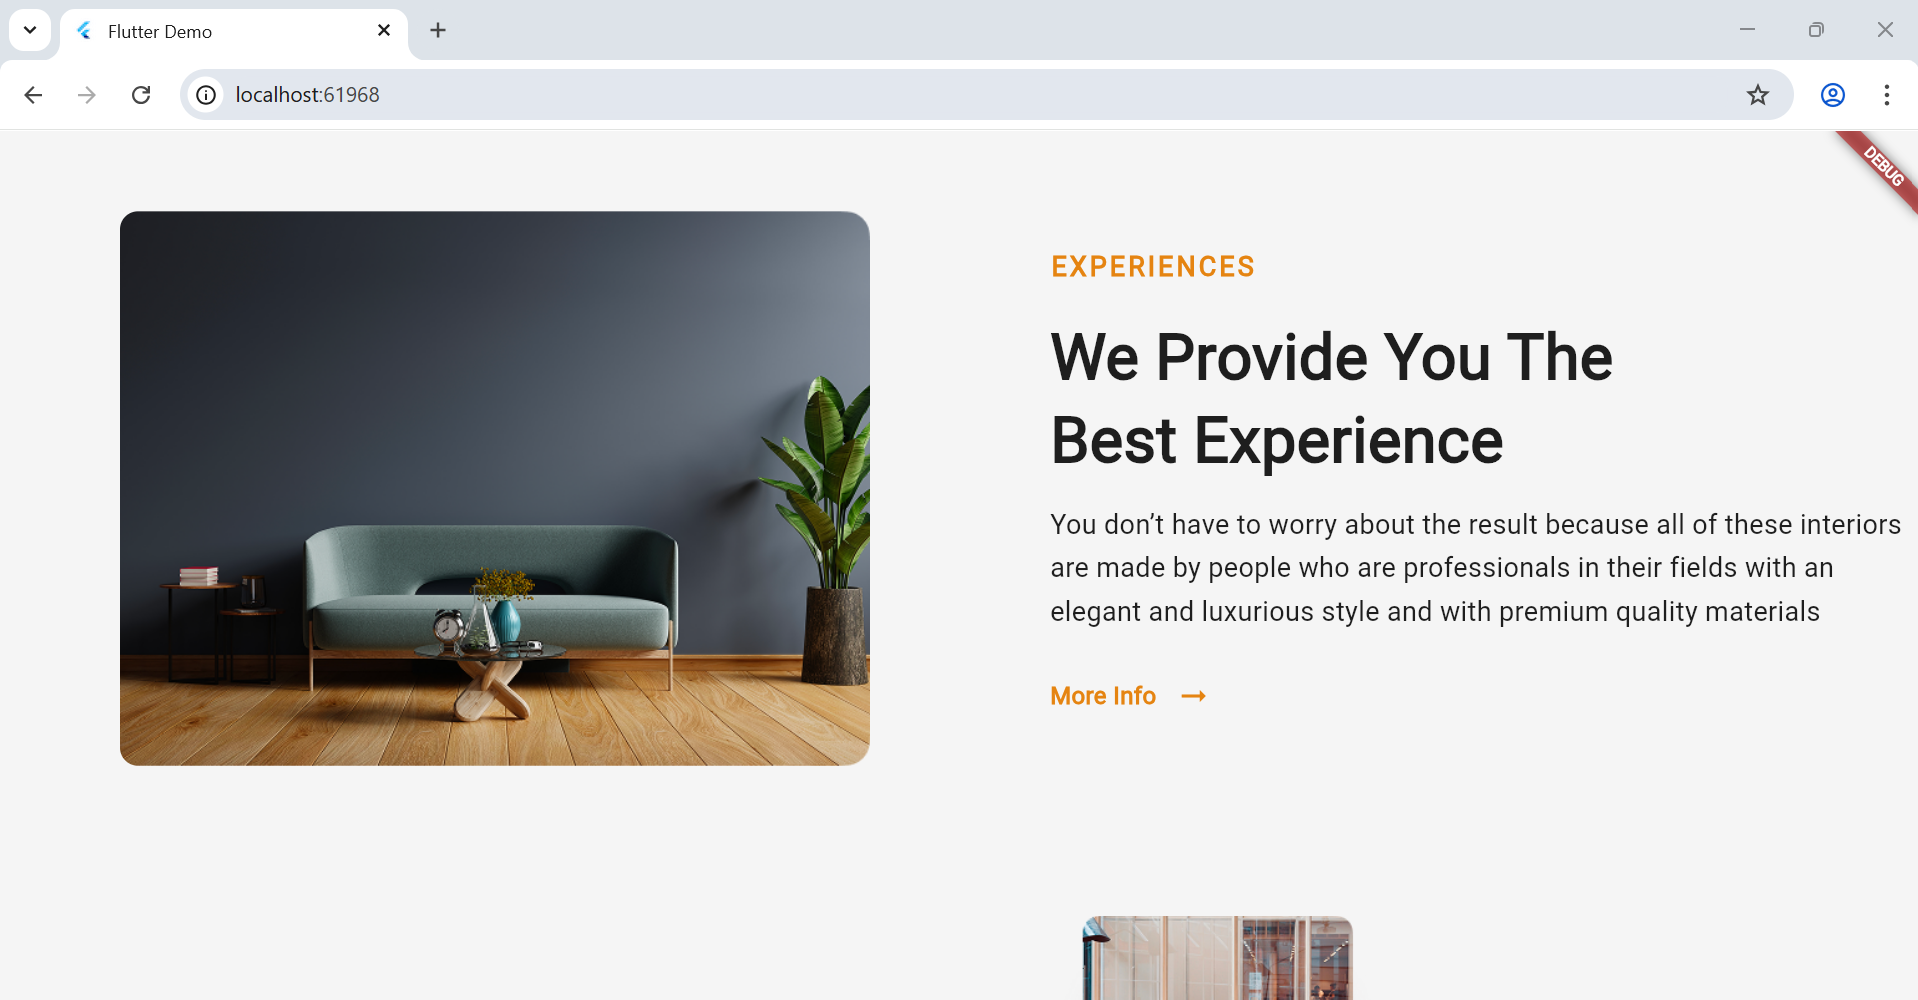 Flutter Demo
localhost:61968
DEBUG
EXPERIENCES
We Provide You The
Best Experience
You don’t have to worry about the result because all of these interiors
are made by people who are professionals in their fields with an
elegant and luxurious style and with premium quality materials
More Info